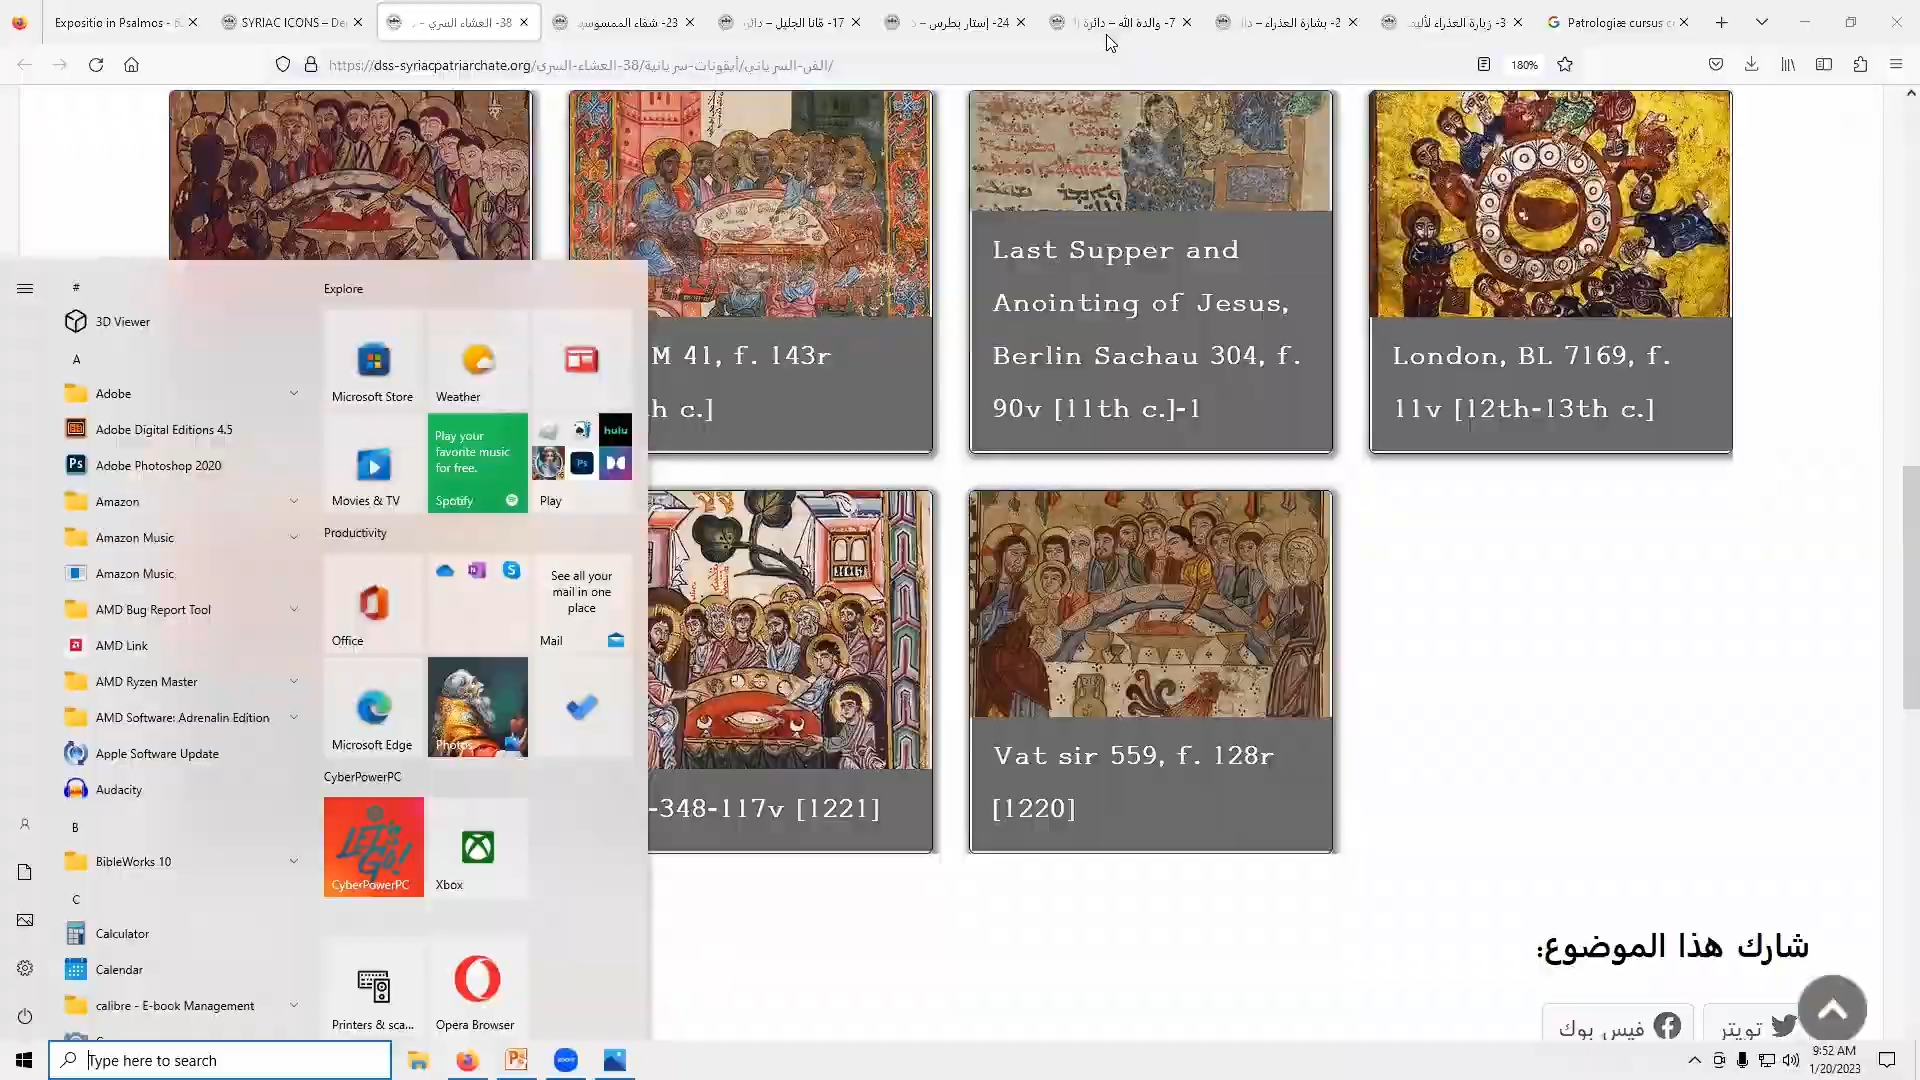 Expositio in Psalmos -
SYRIAC ICONS – De
38- العشاء السري –
23- شفاء الممسوسي
17- قانا الجليل – دائر
24- إستار بطرس – د
7- والدة الله – دائرة
2- بشارة العذراء – دا
3- زيارة العذراء لأليـ
Patrologiæ cursus c
https://dss-syriacpatriarchate.org/الفن-السرياني/أيقونات-سريانية/38-العشاء-السري/
180%
M 41, f. 143r
h c.]
Last Supper and
Anointing of Jesus,
Berlin Sachau 304, f.
90v [11th c.]-1
London, BL 7169, f.
11v [12th-13th c.]
-348-117v [1221]
Vat sir 559, f. 128r
[1220]
شارك هذا الموضوع:
فيس بوك
تويتر
#
3D Viewer
A
Adobe
Adobe Digital Editions 4.5
Adobe Photoshop 2020
Amazon
Amazon Music
Amazon Music
AMD Bug Report Tool
AMD Link
AMD Ryzen Master
AMD Software: Adrenalin Edition
Apple Software Update
Audacity
B
BibleWorks 10
C
Calculator
Calendar
calibre - E-book Management
Explore
Microsoft Store
Weather
Movies & TV
Play your
favorite music
for free.
Spotify
hulu
Ps
Play
Productivity
Office
See all your
mail in one
place
Mail
Microsoft Edge
Photos
CyberPowerPC
LET'S
GO!
CyberPowerPC
Xbox
Printers & sca...
Opera Browser
Type here to search
zoom
9:52 AM
1/20/2023